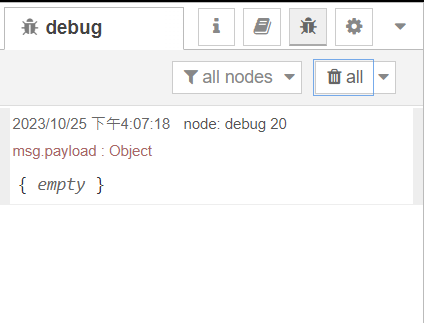 debug
all nodes
all
2023/10/25 下午4:07:18 node: debug 20
msg.payload : Object
{ empty }